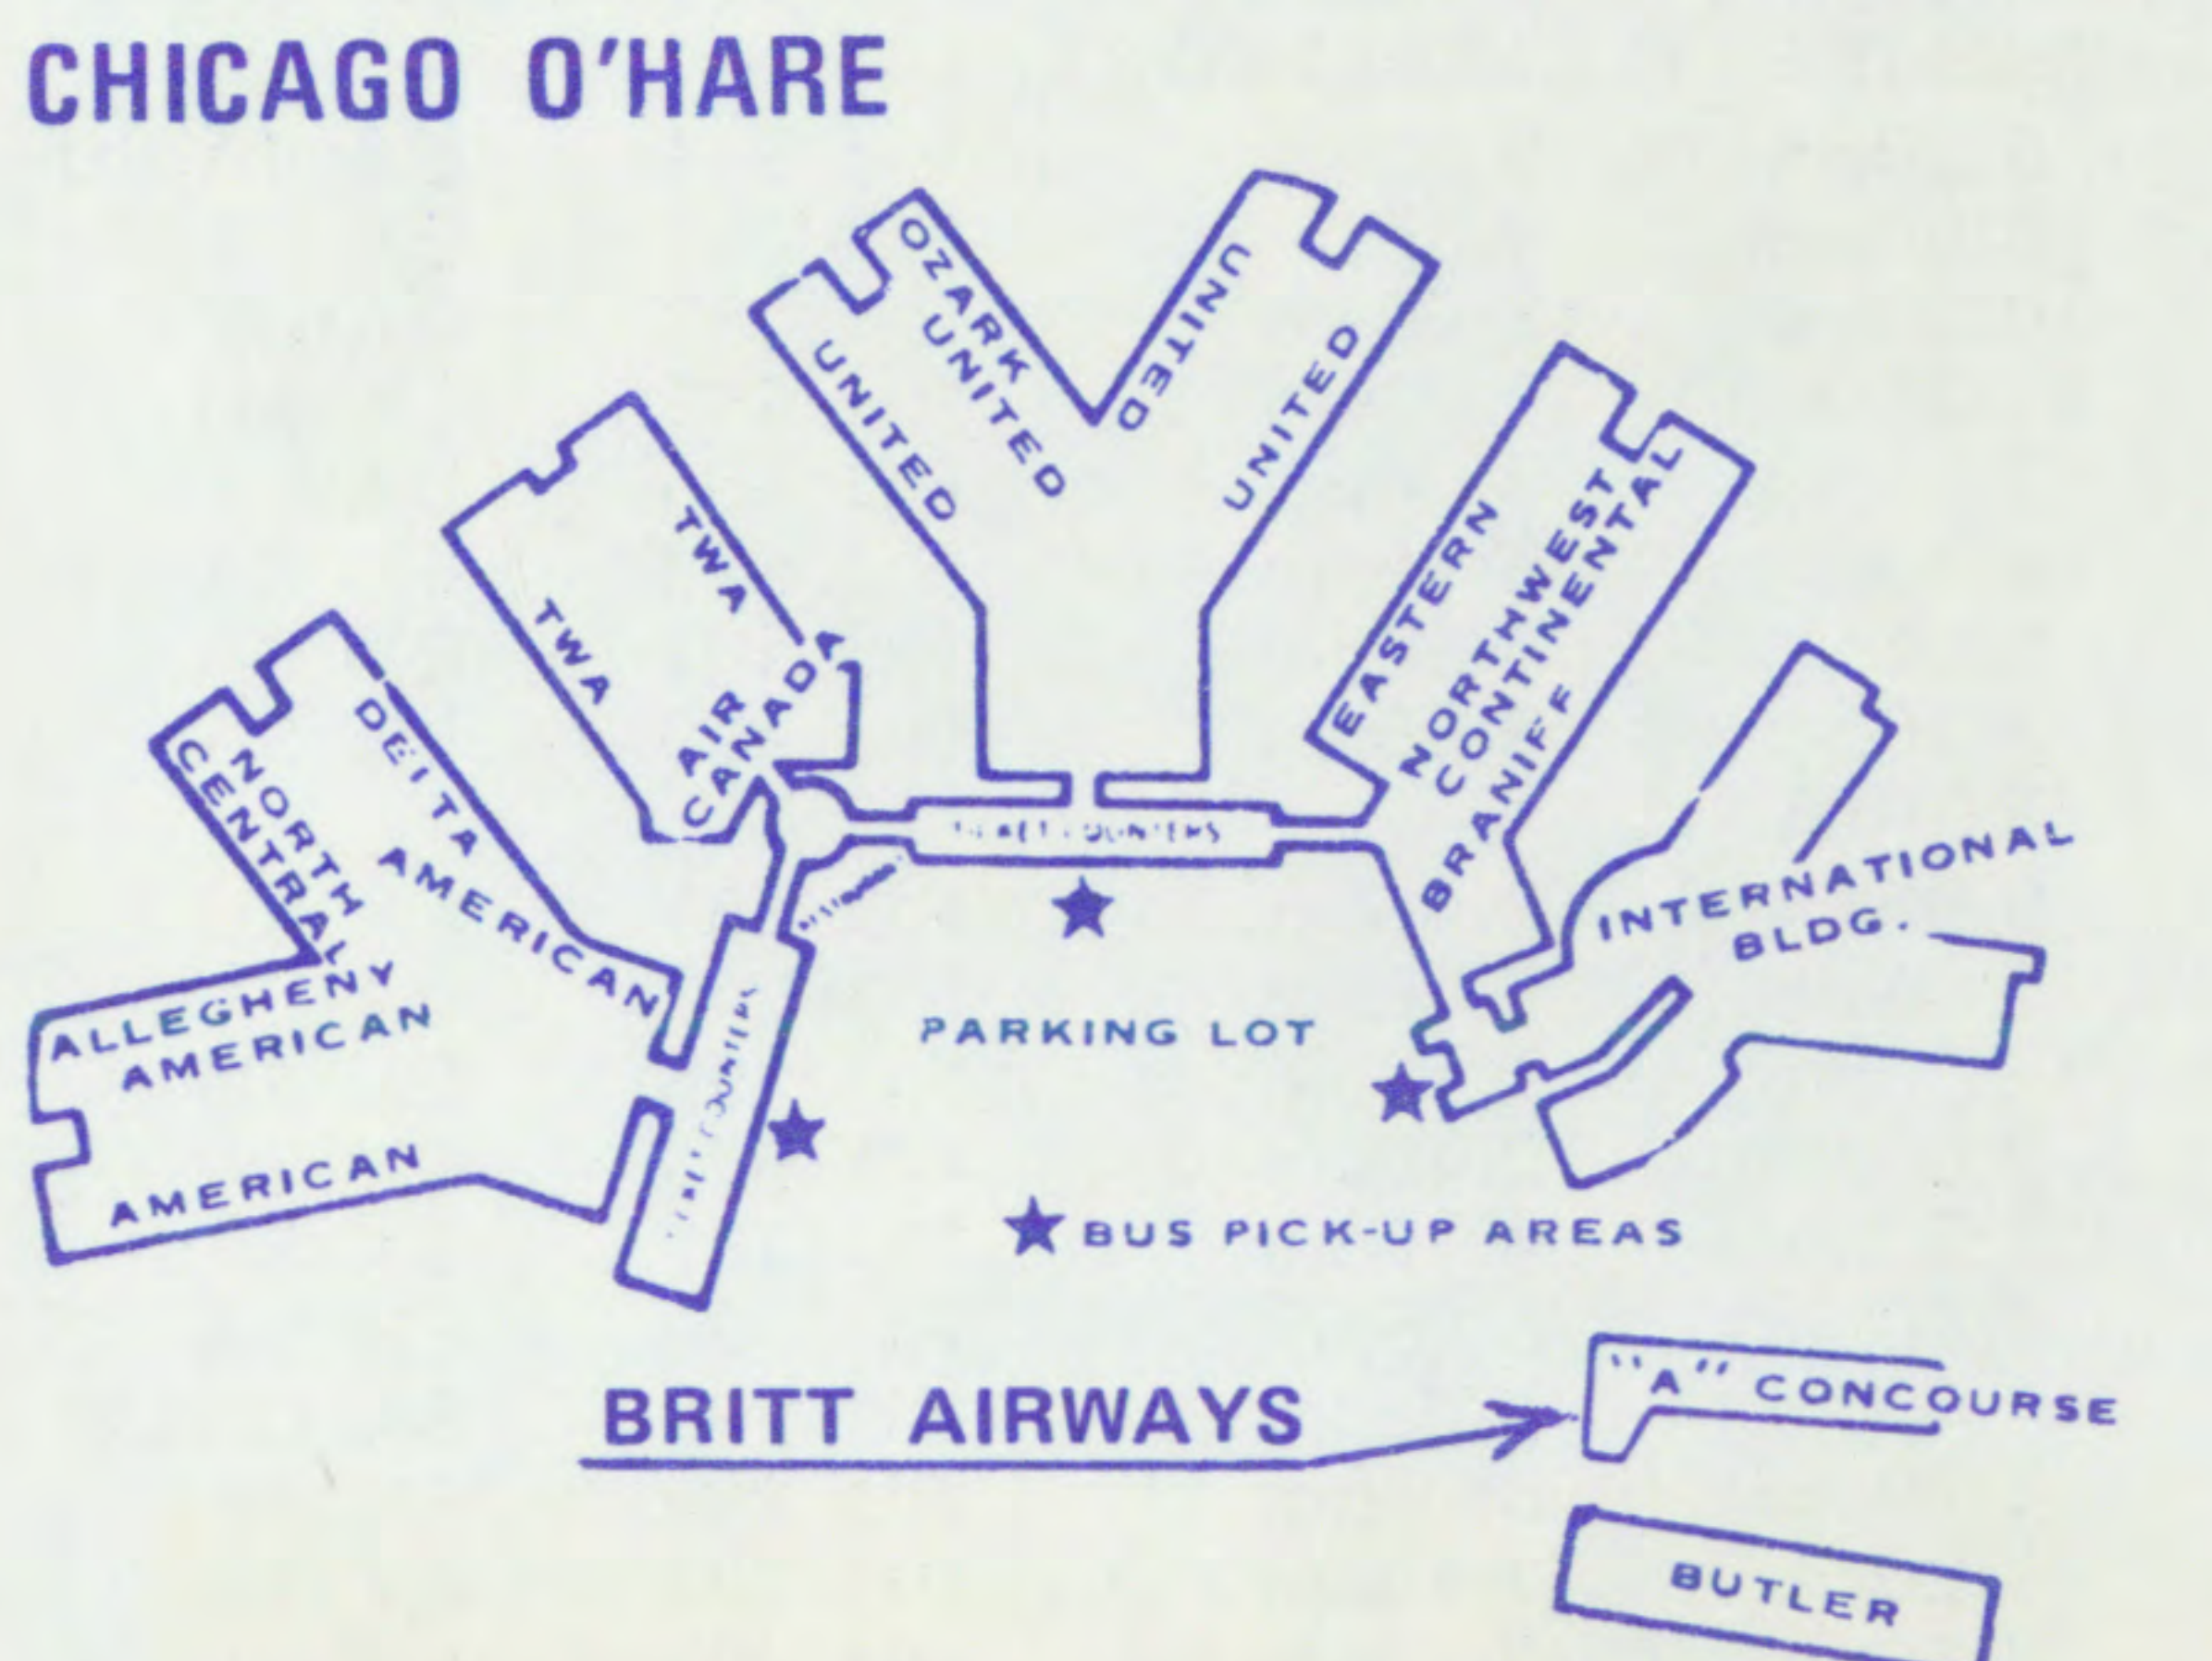 CHICAGO O'HARE
OZARK
UNITED
UNITED
UNITED
UNITED
TWA
TWA
AIR
CANADA
EASTERN
NORTHWEST
CONTINENTAL
BRANIFF
DELTA
NORTH
CENTRAL
AMERICAN
ALLEGHENY
AMERICAN
AMERICAN
INTERNATIONAL
BLDG.
PARKING LOT
BUS PICK-UP AREAS
BRITT AIRWAYS
"A" CONCOURSE
BUTLER